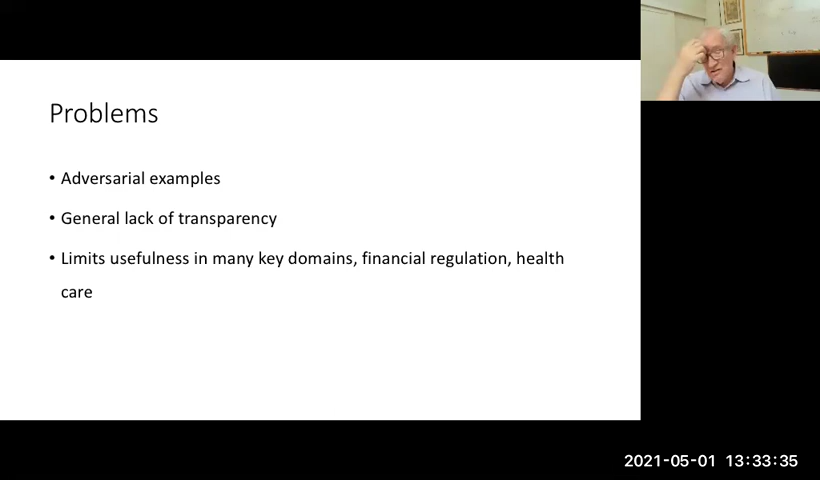 Problems
• Adversarial examples
• General lack of transparency
• Limits usefulness in many key domains, financial regulation, health
care
2021-05-01 13:33:35